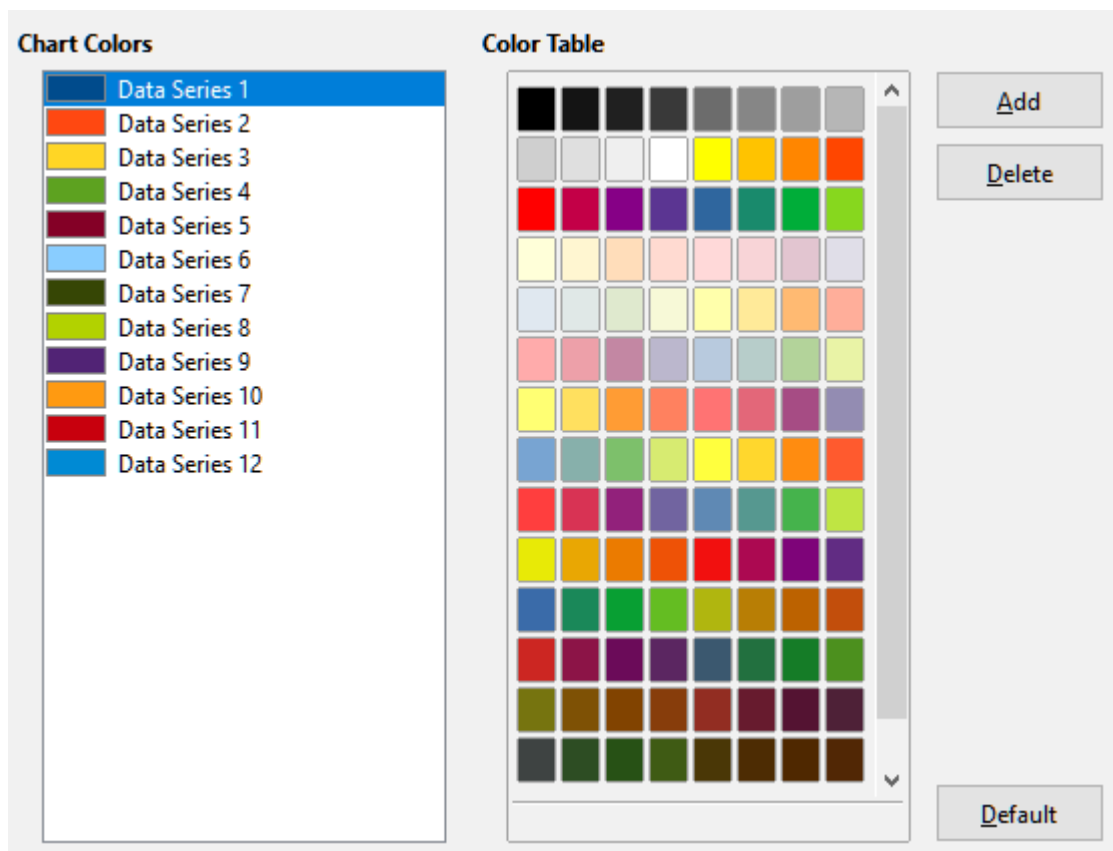 Chart Colors
Data Series 1
Data Series 2
Data Series 3
Data Series 4
Data Series 5
Data Series 6
Data Series 7
Data Series 8
Data Series 9
Data Series 10
Data Series 11
Data Series 12
Color Table
Add
Delete
Default